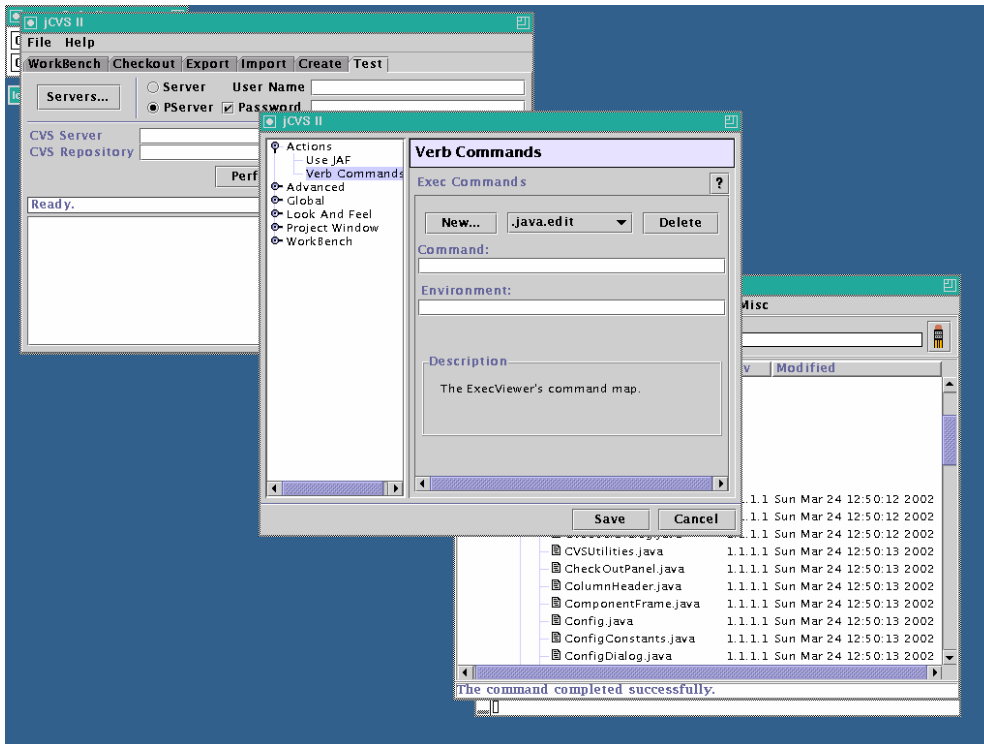 jCVS II
File Help
WorkBench Checkout Export Import Create Test
Servers...
Server User Name
PServer Password
CVS Server
CVS Repository
Perf
Ready.
jCVS II
Actions
Use JAF
Verb Commands
Advanced
Global
Look And Feel
Project Window
WorkBench
Verb Commands
Exec Commands ?
New... .java.edit Delete
Command:
Environment:
Description
The ExecViewer's command map.
Save Cancel
Misc
v Modified
.1.1 Sun Mar 24 12:50:12 2002
.1.1 Sun Mar 24 12:50:12 2002
1.1.1.1 Sun Mar 24 12:50:12 2002
CVSUtilities.java 1.1.1.1 Sun Mar 24 12:50:13 2002
CheckOutPanel.java 1.1.1.1 Sun Mar 24 12:50:13 2002
ColumnHeader.java 1.1.1.1 Sun Mar 24 12:50:13 2002
ComponentFrame.java 1.1.1.1 Sun Mar 24 12:50:13 2002
Config.java 1.1.1.1 Sun Mar 24 12:50:13 2002
ConfigConstants.java 1.1.1.1 Sun Mar 24 12:50:13 2002
ConfigDialog.java 1.1.1.1 Sun Mar 24 12:50:13 2002
The command completed successfully.